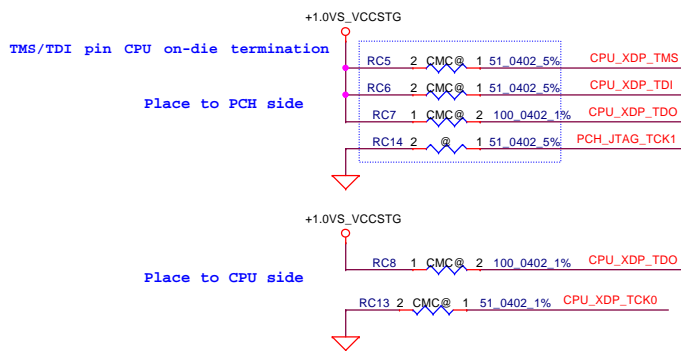 +1.0VS_VCCSTG
TMS/TDI pin CPU on-die termination
RC5 2 CMC@ 1 51_0402_5% CPU_XDP_TMS
RC6 2 CMC@ 1 51_0402_5% CPU_XDP_TDI
Place to PCH side
RC7 1 CMC@ 2 100_0402_1% CPU_XDP_TDO
RC14 2 @ 1 51_0402_5% PCH_JTAG_TCK1
+1.0VS_VCCSTG
RC8 1 CMC@ 2 100_0402_1% CPU_XDP_TDO
Place to CPU side
RC13 2 CMC@ 1 51_0402_1% CPU_XDP_TCK0